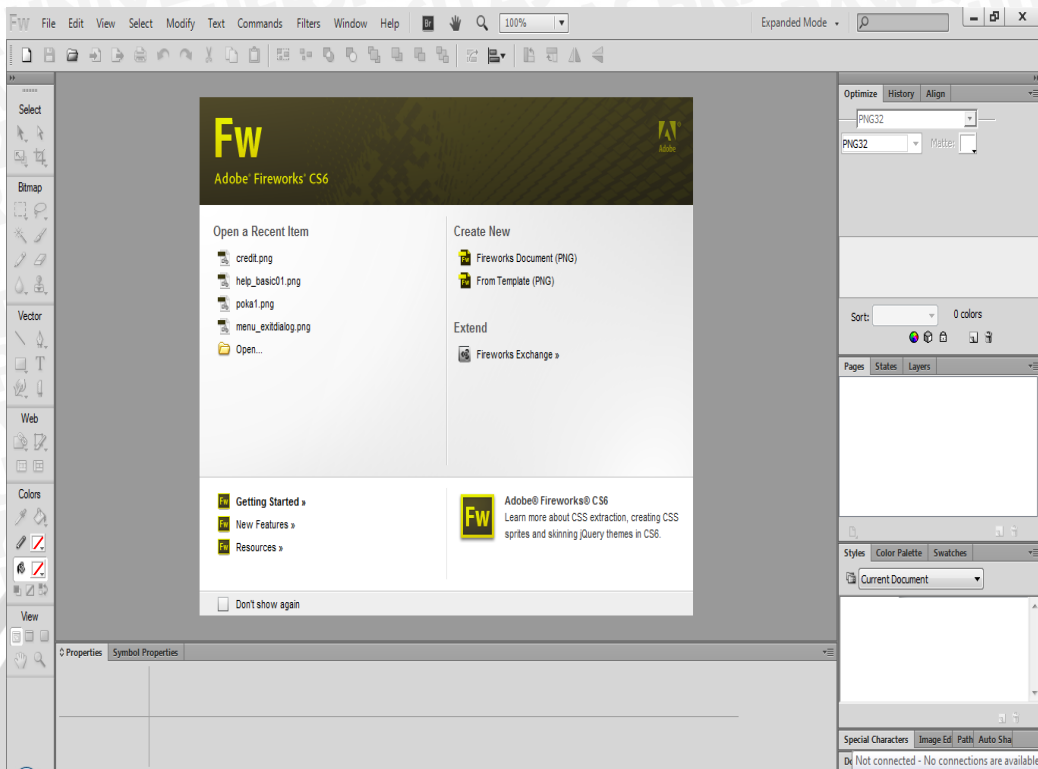 Fw File Edit View Select Modify Text Commands Filters Window Help Br 100% Expanded Mode
Select
Bitmap
Vector
Web
Colors
View
Fw
Adobe® Fireworks® CS6
Adobe
Open a Recent Item
credit.png
help_basic01.png
poka1.png
menu_exitdialog.png
Open...
Create New
Fireworks Document (PNG)
From Template (PNG)
Extend
Fireworks Exchange »
Getting Started »
New Features »
Resources »
Fw
Adobe® Fireworks® CS6
Learn more about CSS extraction, creating CSS
sprites and skinning jQuery themes in CS6.
Don't show again
Properties Symbol Properties
Optimize History Align
PNG32
PNG32 Matte:
Sort: 0 colors
Pages States Layers
Styles Color Palette Swatches
Current Document
Special Characters Image Ed Path Auto Sha
Not connected - No connections are available